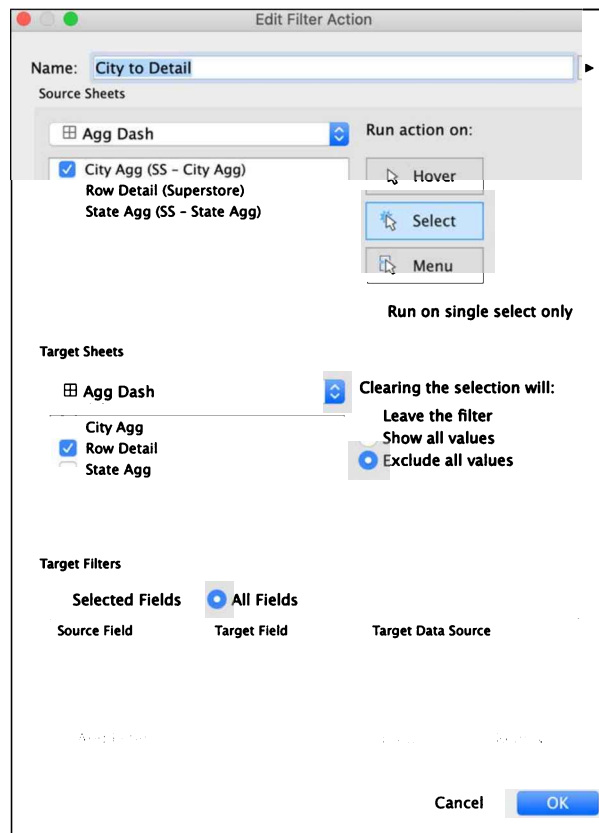 Edit Filter Action
Name: City to Detail
Source Sheets
Agg Dash
Run action on:
City Agg (SS – City Agg)
Row Detail (Superstore)
State Agg (SS – State Agg)
Hover
Select
Menu
Run on single select only
Target Sheets
Agg Dash
Clearing the selection will:
City Agg
Row Detail
State Agg
Leave the filter
Show all values
Exclude all values
Target Filters
Selected Fields All Fields
Source Field Target Field Target Data Source
Cancel OK